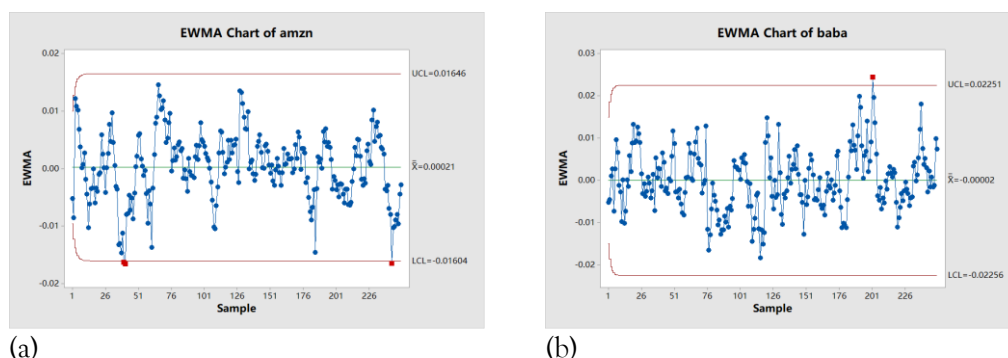 EWMA Chart of amzn
0.02
0.01
0.00
-0.01
-0.02
EWMA
UCL=0.01646
X̄=0.00021
LCL=-0.01604
1 26 51 76 101 126 151 176 201 226
Sample
(a)
EWMA Chart of baba
0.03
0.02
0.01
0.00
-0.01
0.02
EWMA
UCL=0.02251
X̄=-0.00002
LCL=-0.02256
1 26 51 76 101 126 151 176 201 226
Sample
(b)